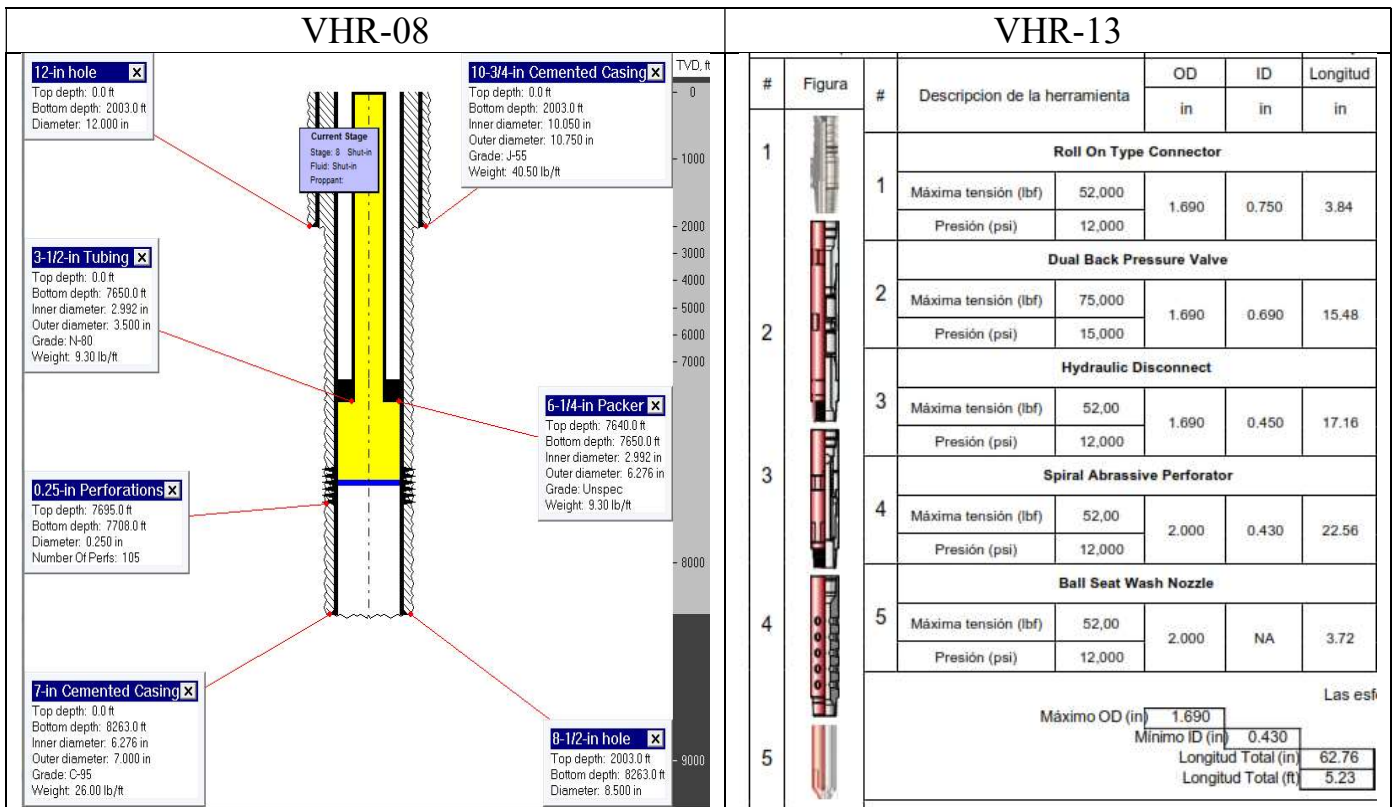 VHR-08
VHR-13
12-in hole
Top depth: 0.0 ft
Bottom depth: 2003.0 ft
Diameter: 12.000 in
10-3/4-in Cemented Casing
Top depth: 0.0 ft
Bottom depth: 2003.0 ft
Inner diameter: 10.050 in
Outer diameter: 10.750 in
Grade: J-55
Weight: 40.50 lb/ft
TVD, ft
0
1000
2000
3000
4000
5000
6000
7000
8000
9000
Current Stage
Stage: 8 Shut-in
Fluid: Shut-in
Proppant:
3-1/2-in Tubing
Top depth: 0.0 ft
Bottom depth: 7650.0 ft
Inner diameter: 2.992 in
Outer diameter: 3.500 in
Grade: N-80
Weight: 9.30 lb/ft
6-1/4-in Packer
Top depth: 7640.0 ft
Bottom depth: 7650.0 ft
Inner diameter: 2.992 in
Outer diameter: 6.276 in
Grade: Unspec
Weight: 9.30 lb/ft
0.25-in Perforations
Top depth: 7695.0 ft
Bottom depth: 7708.0 ft
Diameter: 0.250 in
Number Of Perfs: 105
7-in Cemented Casing
Top depth: 0.0 ft
Bottom depth: 8263.0 ft
Inner diameter: 6.276 in
Outer diameter: 7.000 in
Grade: C-95
Weight: 26.00 lb/ft
8-1/2-in hole
Top depth: 2003.0 ft
Bottom depth: 8263.0 ft
Diameter: 8.500 in
# Figura # Descripcion de la herramienta OD ID Longitud
in in in
1
2
3
4
5
Roll On Type Connector
1 Máxima tensión (lbf) 52,000 1.690 0.750 3.84
Presión (psi) 12,000
Dual Back Pressure Valve
2 Máxima tensión (lbf) 75,000 1.690 0.690 15.48
Presión (psi) 15,000
Hydraulic Disconnect
3 Máxima tensión (lbf) 52,00 1.690 0.450 17.16
Presión (psi) 12,000
Spiral Abrassive Perforator
4 Máxima tensión (lbf) 52,00 2.000 0.430 22.56
Presión (psi) 12,000
Ball Seat Wash Nozzle
5 Máxima tensión (lbf) 52,00 2.000 NA 3.72
Presión (psi) 12,000
Las
Máximo OD (in) 1.690
Mínimo ID (in) 0.430
Longitud Total (in) 62.76
Longitud Total (ft) 5.23